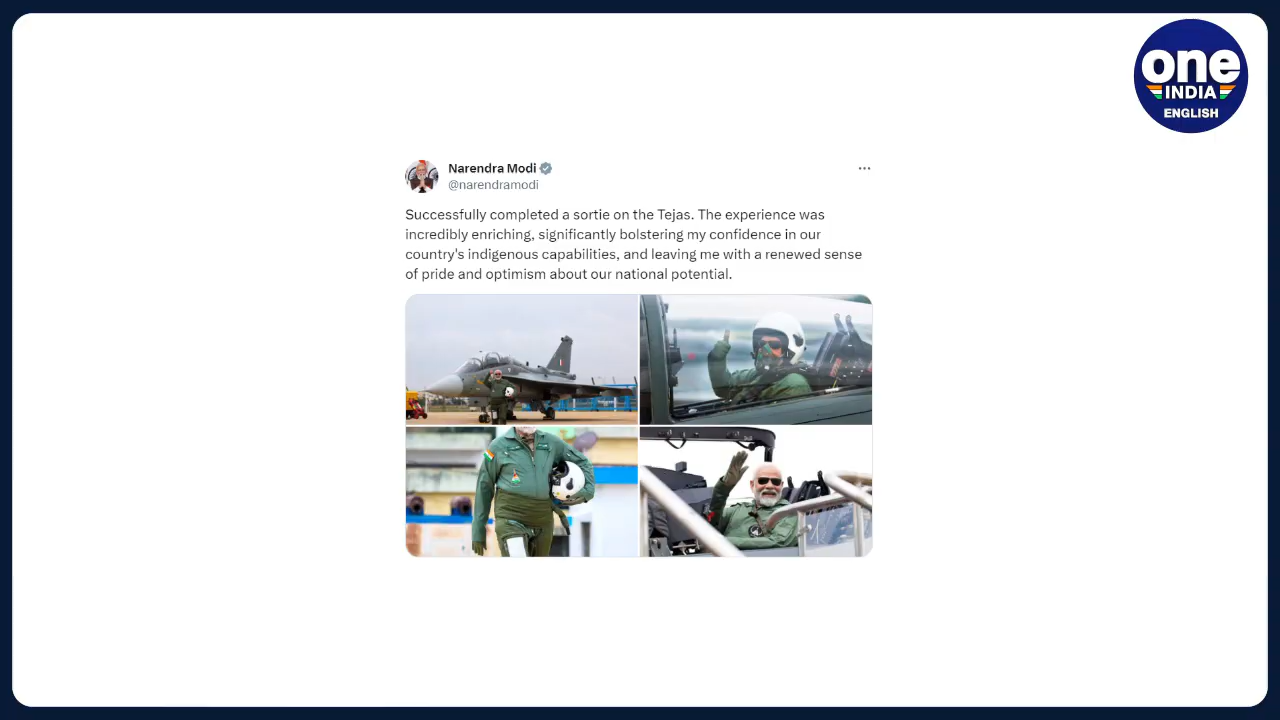 one
INDIA
ENGLISH
Narendra Modi
@narendramodi
Successfully completed a sortie on the Tejas. The experience was
incredibly enriching, significantly bolstering my confidence in our
country's indigenous capabilities, and leaving me with a renewed sense
of pride and optimism about our national potential.